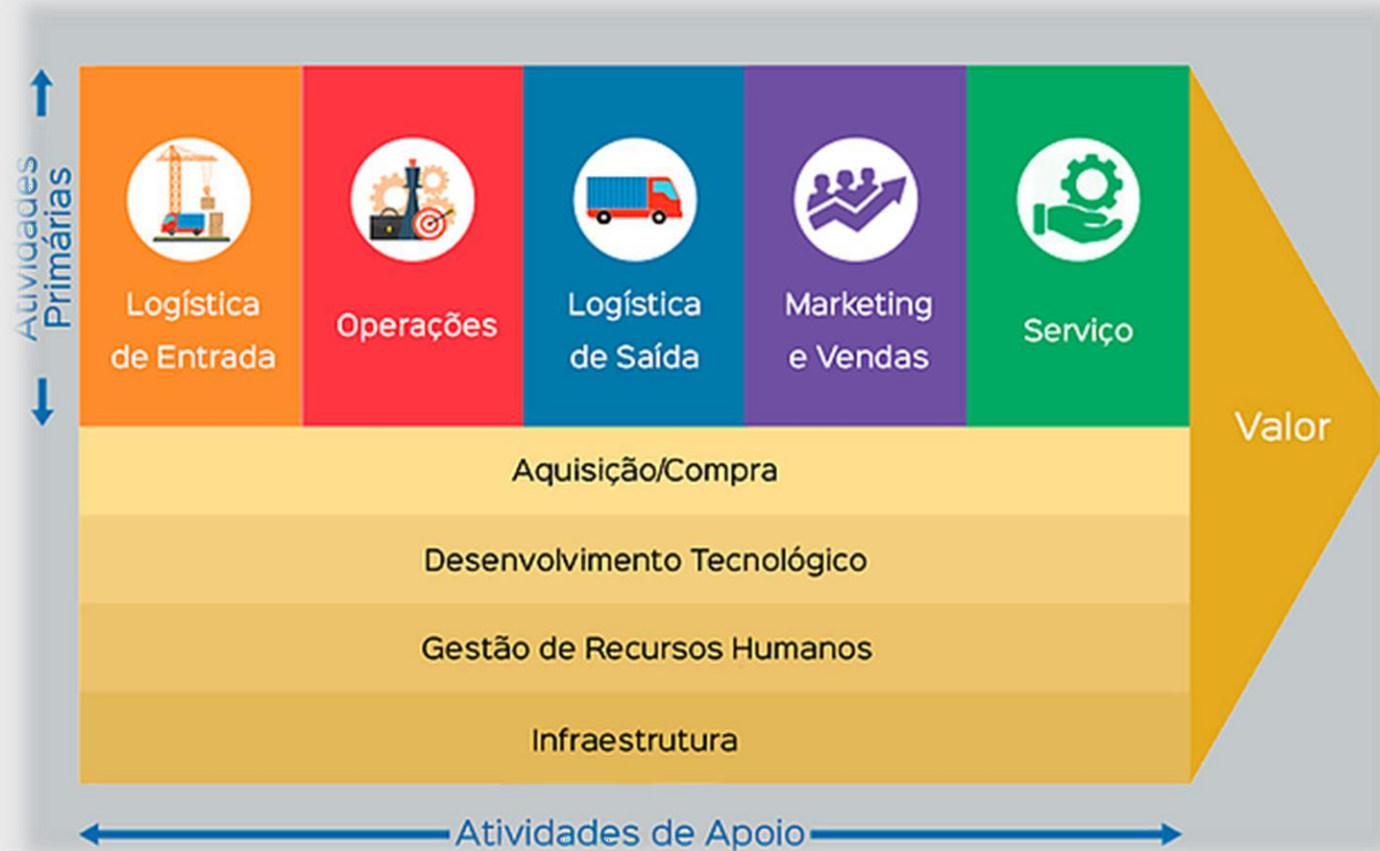 Atividades
Primárias
Logística
de Entrada
Operações
Logística
de Saída
Marketing
e Vendas
Serviço
Valor
Aquisição/Compra
Desenvolvimento Tecnológico
Gestão de Recursos Humanos
Infraestrutura
Atividades de Apoio